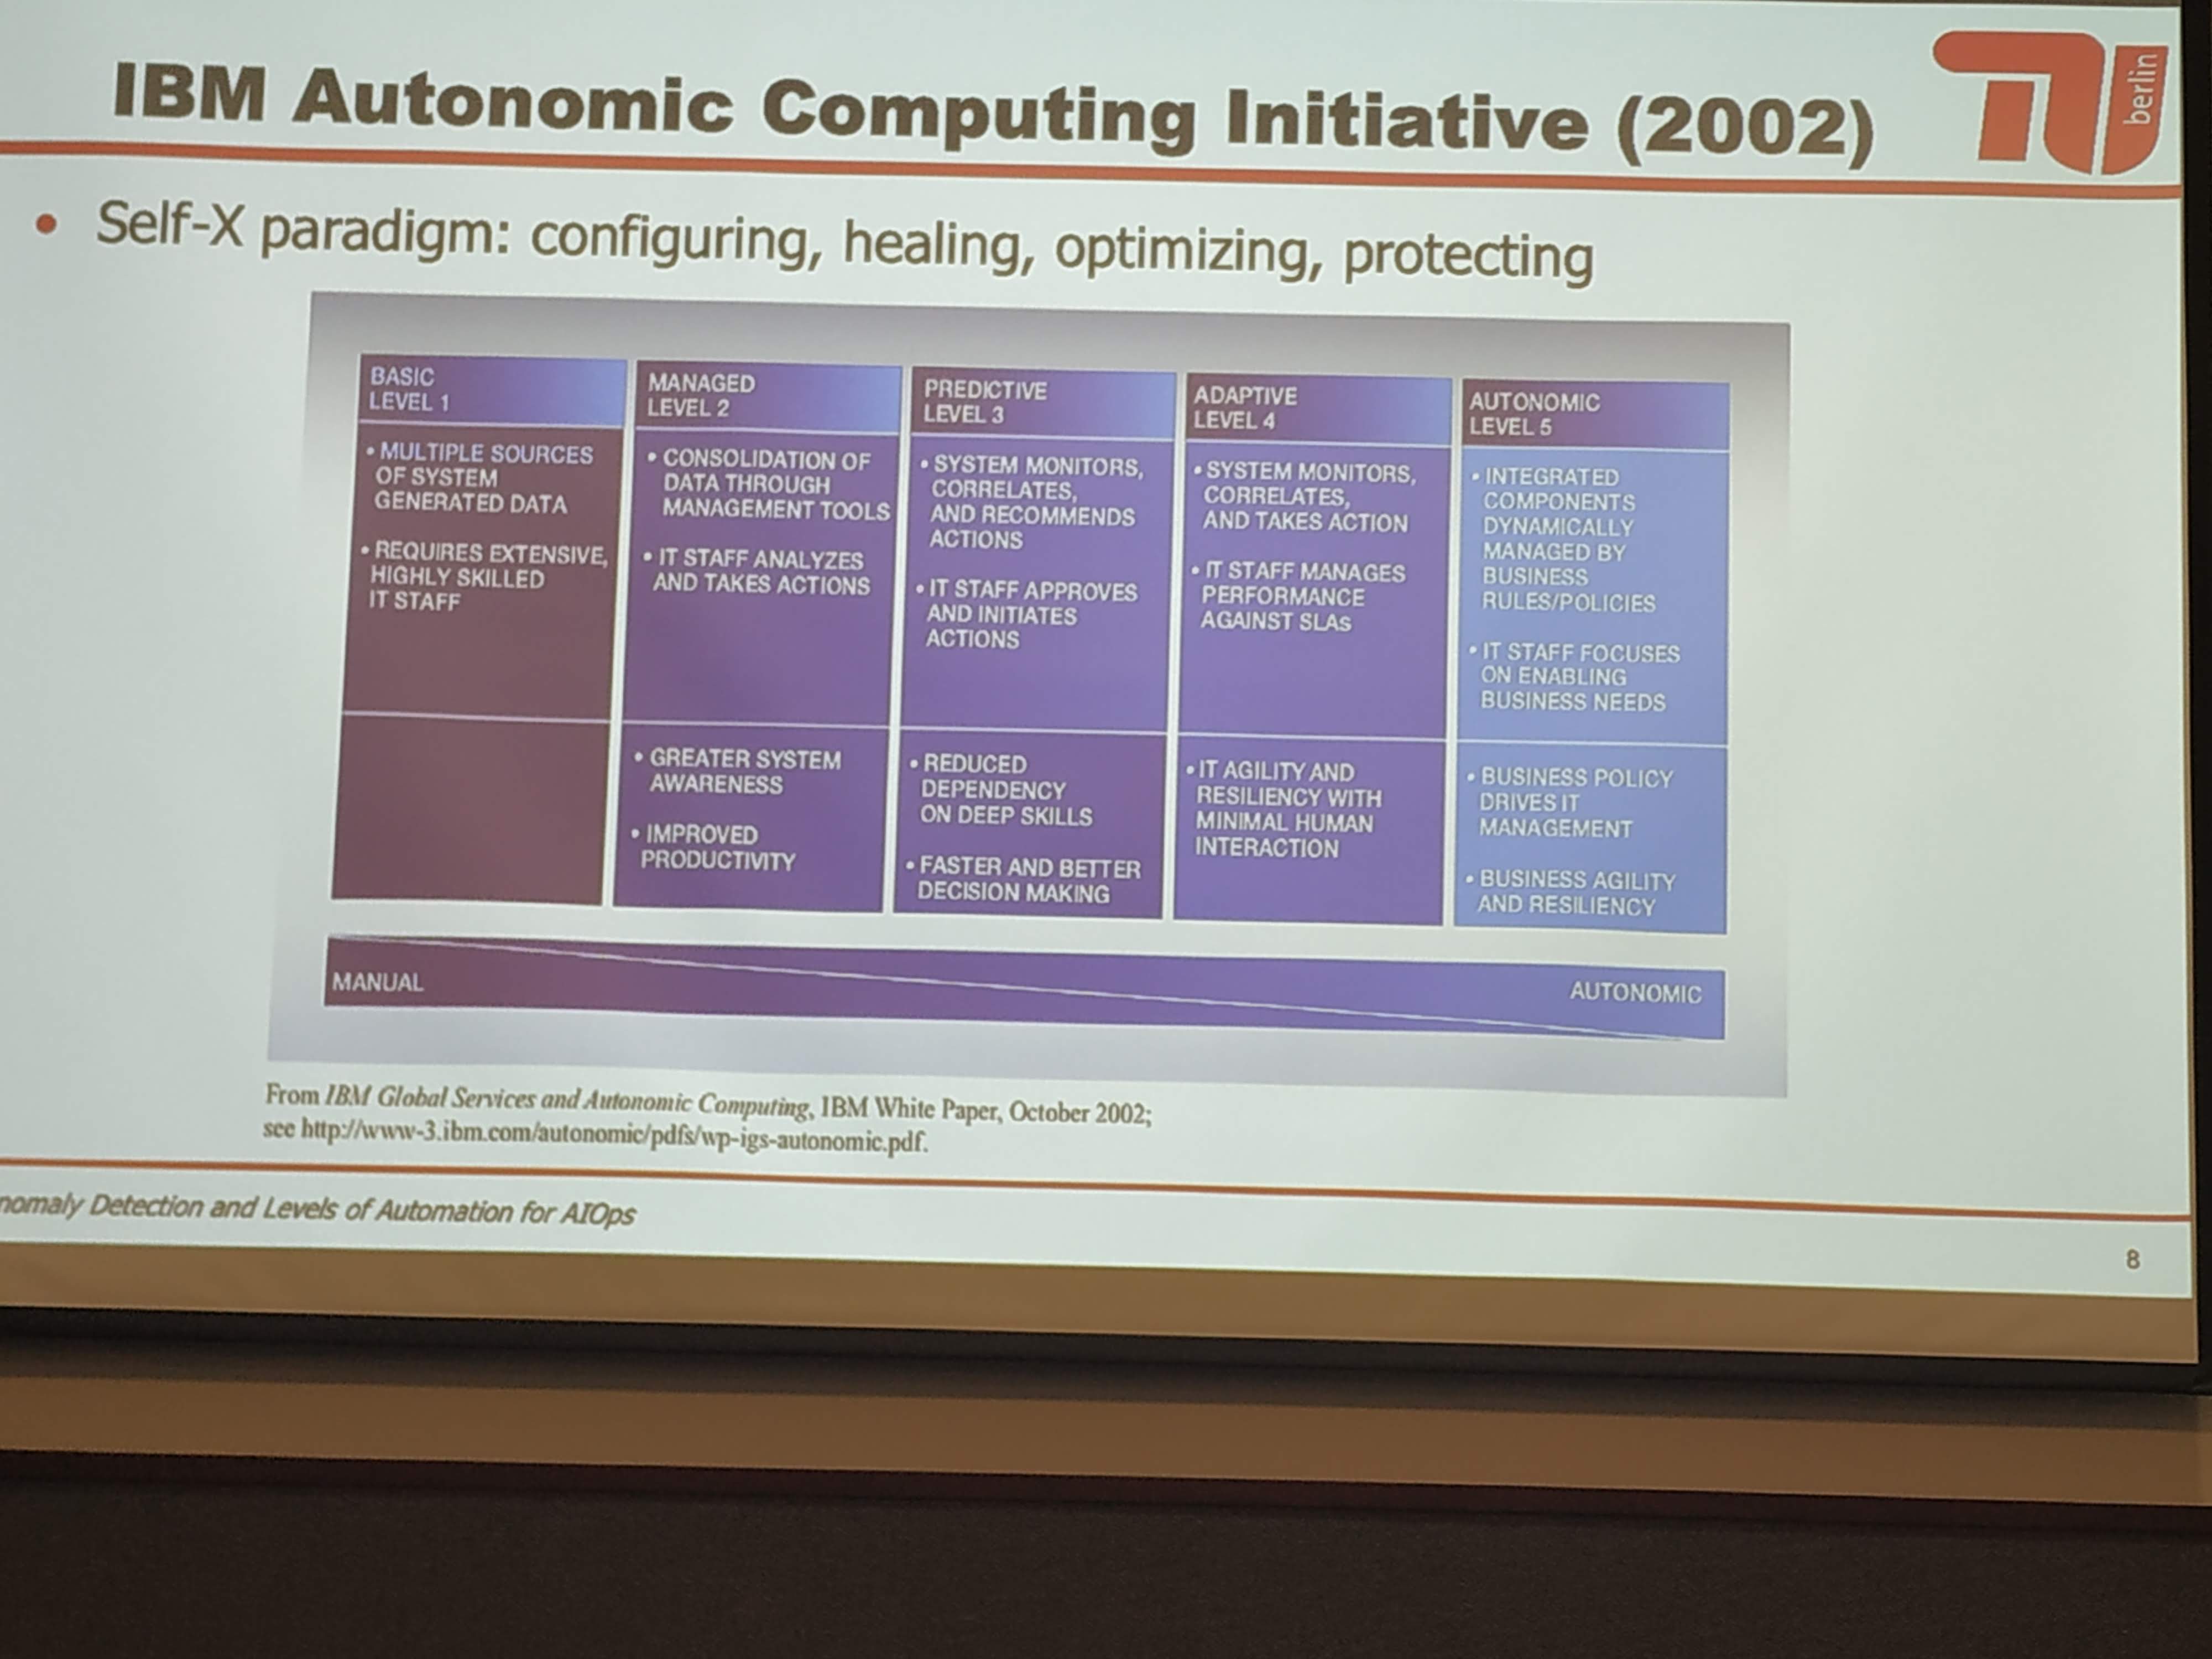 IBM Autonomic Computing Initiative (2002)
berlin
• Self-X paradigm: configuring, healing, optimizing, protecting
BASIC
LEVEL 1
• MULTIPLE SOURCES
OF SYSTEM
GENERATED DATA
• REQUIRES EXTENSIVE,
HIGHLY SKILLED
IT STAFF
MANAGED
LEVEL 2
• CONSOLIDATION OF
DATA THROUGH
MANAGEMENT TOOLS
• IT STAFF ANALYZES
AND TAKES ACTIONS
• GREATER SYSTEM
AWARENESS
• IMPROVED
PRODUCTIVITY
PREDICTIVE
LEVEL 3
• SYSTEM MONITORS,
CORRELATES,
AND RECOMMENDS
ACTIONS
• IT STAFF APPROVES
AND INITIATES
ACTIONS
• REDUCED
DEPENDENCY
ON DEEP SKILLS
• FASTER AND BETTER
DECISION MAKING
ADAPTIVE
LEVEL 4
• SYSTEM MONITORS,
CORRELATES,
AND TAKES ACTION
• IT STAFF MANAGES
PERFORMANCE
AGAINST SLAs
• IT AGILITY AND
RESILIENCY WITH
MINIMAL HUMAN
INTERACTION
AUTONOMIC
LEVEL 5
• INTEGRATED
COMPONENTS
DYNAMICALLY
MANAGED BY
BUSINESS
RULES/POLICIES
• IT STAFF FOCUSES
ON ENABLING
BUSINESS NEEDS
• BUSINESS POLICY
DRIVES IT
MANAGEMENT
• BUSINESS AGILITY
AND RESILIENCY
MANUAL
AUTONOMIC
From IBM Global Services and Autonomic Computing, IBM White Paper, October 2002;
see http://www-3.ibm.com/autonomic/pdfs/wp-igs-autonomic.pdf.
nomaly Detection and Levels of Automation for AIOps
8